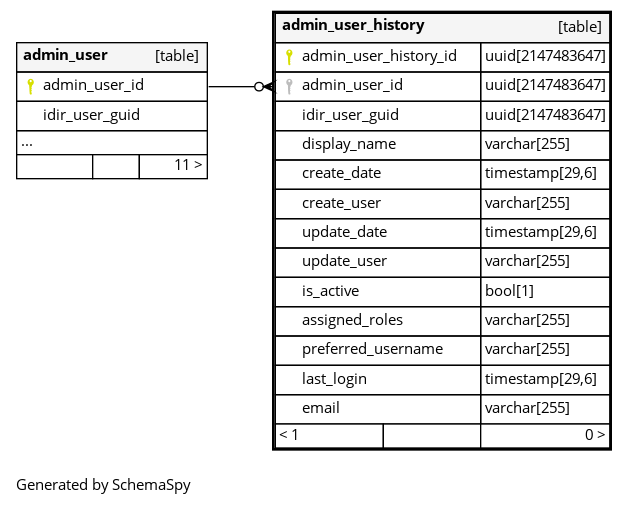 admin_user [table]
admin_user_id
idir_user_guid
...
11 >
admin_user_history [table]
admin_user_history_id uuid[2147483647]
admin_user_id uuid[2147483647]
idir_user_guid uuid[2147483647]
display_name varchar[255]
create_date timestamp[29,6]
create_user varchar[255]
update_date timestamp[29,6]
update_user varchar[255]
is_active bool[1]
assigned_roles varchar[255]
preferred_username varchar[255]
last_login timestamp[29,6]
email varchar[255]
< 1 0 >
Generated by SchemaSpy